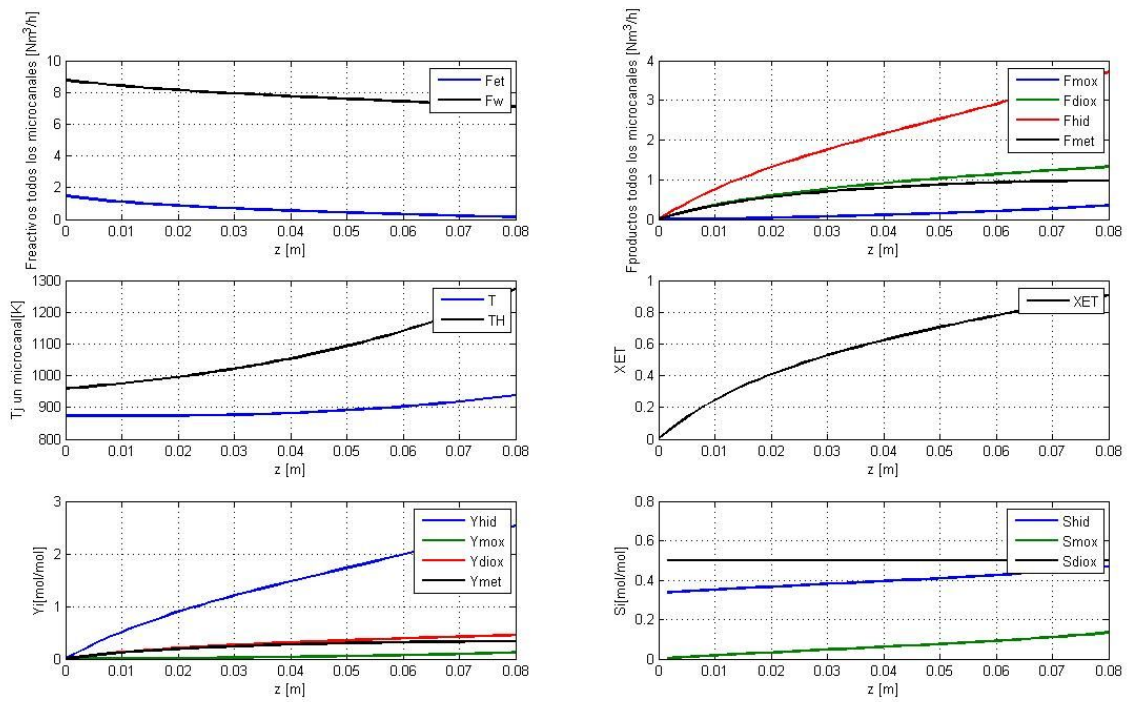 Freactivos todos los microcanales [Nm³/h]
10
8
6
4
2
0
Fet
Fw
0 0.01 0.02 0.03 0.04 0.05 0.06 0.07 0.08
z [m]
Fproductos todos los microcanales [Nm³/h]
4
3
2
1
0
Fmox
Fdiox
Fhid
Fmet
0 0.01 0.02 0.03 0.04 0.05 0.06 0.07 0.08
z [m]
Tj un microcanal[K]
1300
1200
1100
1000
900
800
T
TH
0 0.01 0.02 0.03 0.04 0.05 0.06 0.07 0.08
z [m]
XET
1
0.8
0.6
0.4
0.2
0
XET
0 0.01 0.02 0.03 0.04 0.05 0.06 0.07 0.08
z [m]
Yi[mol/mol]
3
2
1
0
Yhid
Ymox
Ydiox
Ymet
0 0.01 0.02 0.03 0.04 0.05 0.06 0.07 0.08
z [m]
Si[mol/mol]
0.8
0.6
0.4
0.2
0
Shid
Smox
Sdiox
0 0.01 0.02 0.03 0.04 0.05 0.06 0.07 0.08
z [m]